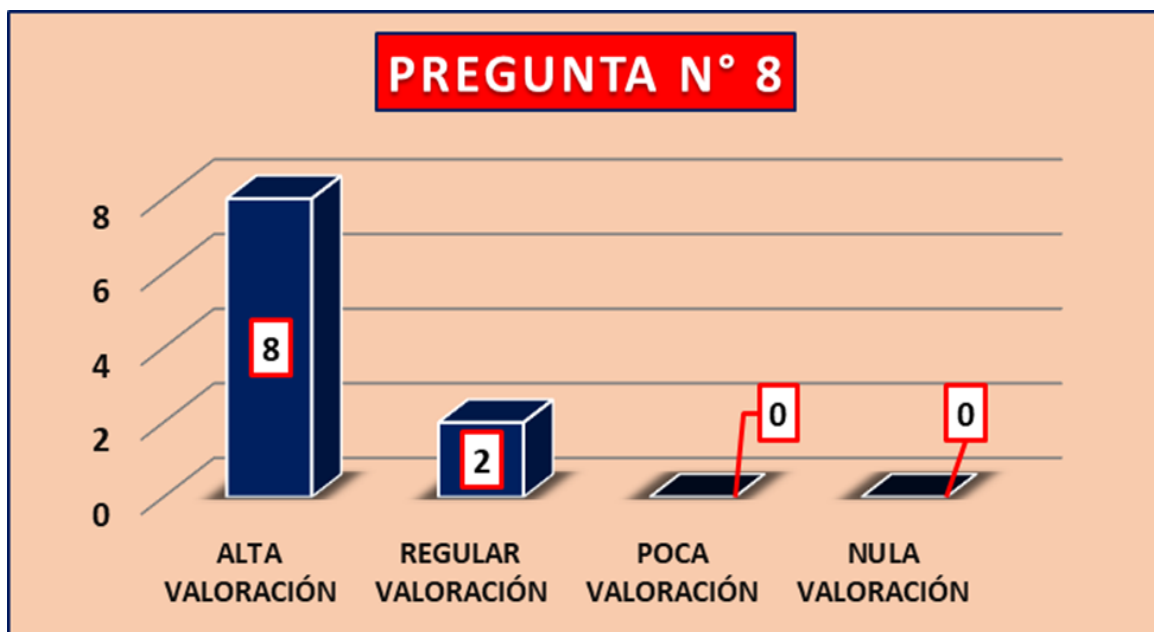 PREGUNTA N° 8
8
6
4
2
0
8
2
0
0
ALTA
VALORACIÓN
REGULAR
VALORACIÓN
POCA
VALORACIÓN
NULA
VALORACIÓN